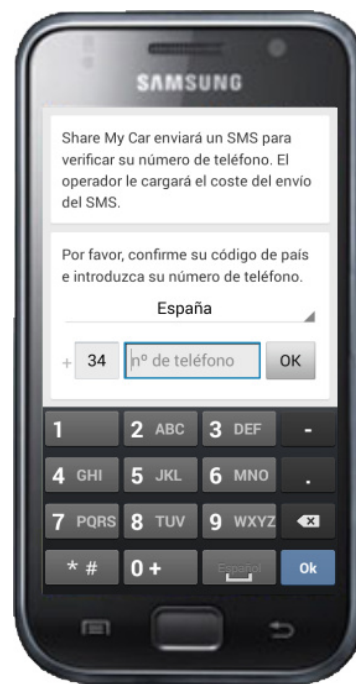 SAMSUNG
Share My Car enviará un SMS para
verificar su número de teléfono. El
operador le cargará el coste del envío
del SMS.
Por favor, confirme su código de país
e introduzca su número de teléfono.
España
+ 34 nº de teléfono OK
1 2 ABC 3 DEF -
4 GHI 5 JKL 6 MNO .
7 PQRS 8 TUV 9 WXYZ
* # 0 + Español Ok